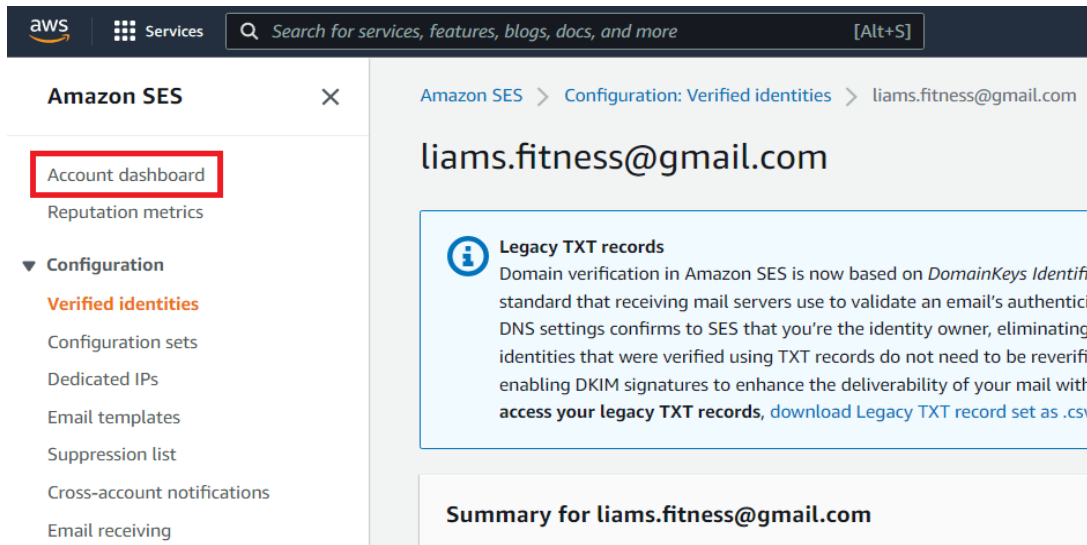 aws
Services
Search for services, features, blogs, docs, and more [Alt+S]
Amazon SES
Account dashboard
Reputation metrics
Configuration
Verified identities
Configuration sets
Dedicated IPs
Email templates
Suppression list
Cross-account notifications
Email receiving
Amazon SES > Configuration: Verified identities > liams.fitness@gmail.com
liams.fitness@gmail.com
Legacy TXT records
Domain verification in Amazon SES is now based on DomainKeys
standard that receiving mail servers use to validate an email's
DNS settings confirms to SES that you're the identity owner, eliminating
identities that were verified using TXT records do not need to be
enabling DKIM signatures to enhance the deliverability of your mail
access your legacy TXT records, download Legacy TXT record set as
Summary for liams.fitness@gmail.com